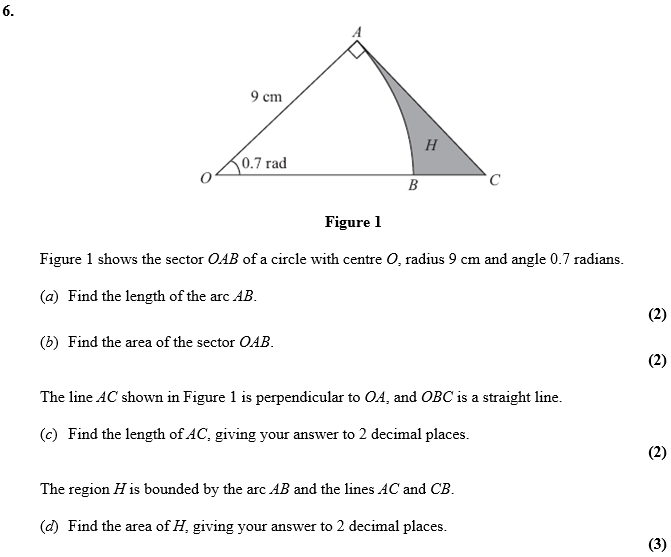 6.
A
9 cm
H
0.7 rad
O
B
C
Figure 1
Figure 1 shows the sector OAB of a circle with centre O, radius 9 cm and angle 0.7 radians.
(a) Find the length of the arc AB.
(2)
(b) Find the area of the sector OAB.
(2)
The line AC shown in Figure 1 is perpendicular to OA, and OBC is a straight line.
(c) Find the length of AC, giving your answer to 2 decimal places.
(2)
The region H is bounded by the arc AB and the lines AC and CB.
(d) Find the area of H, giving your answer to 2 decimal places.
(3)